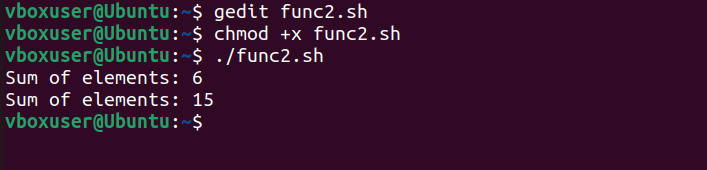 vboxuser@Ubuntu:~$ gedit func2.sh
vboxuser@Ubuntu:~$ chmod +x func2.sh
vboxuser@Ubuntu:~$ ./func2.sh
Sum of elements: 6
Sum of elements: 15
vboxuser@Ubuntu:~$